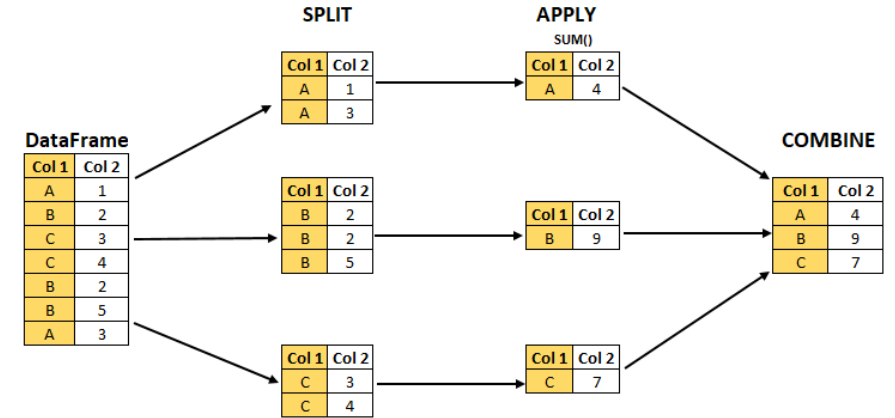 SPLIT
Col 1 Col 2
A 1
A 3
Col 1 Col 2
B 2
B 2
B 5
Col 1 Col 2
C 3
C 4
APPLY
SUM()
Col 1 Col 2
A 4
Col 1 Col 2
B 9
Col 1 Col 2
C 7
DataFrame
Col 1 Col 2
A 1
B 2
C 3
C 4
B 2
B 5
A 3
COMBINE
Col 1 Col 2
A 4
B 9
C 7